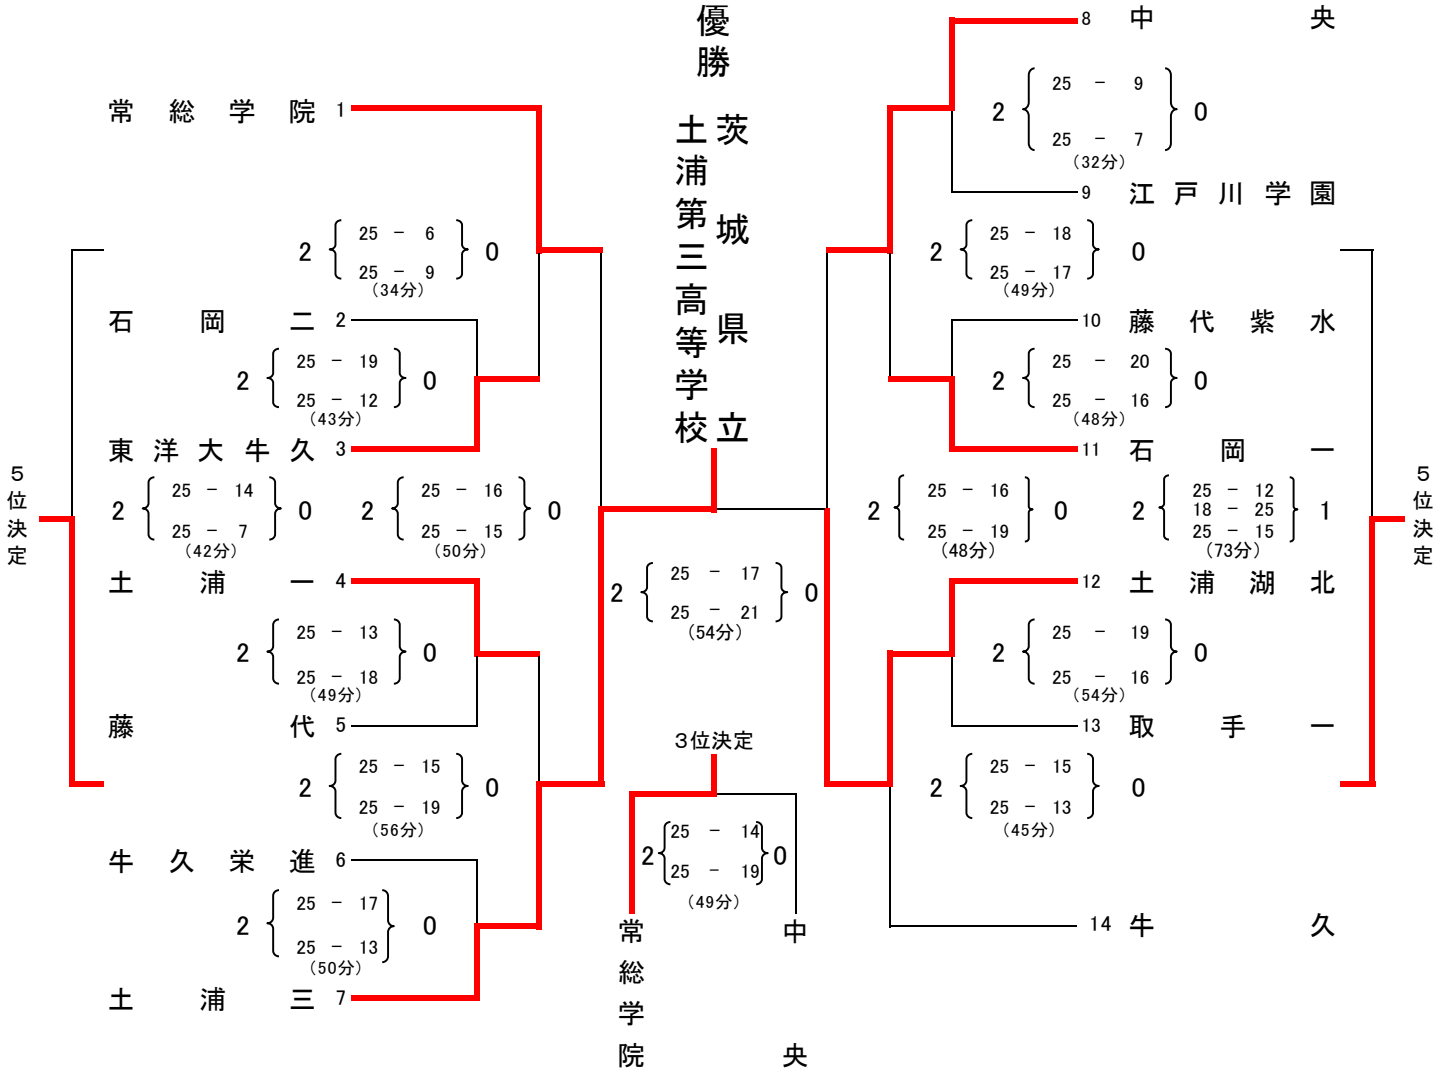 優勝
茨城県立
土浦第三高等学校
常総学院 1
2 25 － 6 0
25 － 9
（34分）
石岡二 2
2 25 － 19 0
25 － 12
（43分）
東洋大牛久 3
5位決定
2 25 － 14 0
25 － 7
（42分）
2 25 － 16 0
25 － 15
（50分）
土浦一 4
2 25 － 13 0
25 － 18
（49分）
藤代 5
2 25 － 15 0
25 － 19
（56分）
牛久栄進 6
2 25 － 17 0
25 － 13
（50分）
土浦三 7
2 25 － 17 0
25 － 21
（54分）
3位決定
2 25 － 14 0
25 － 19
（49分）
常総学院
中央
8 中央
2 25 － 9 0
25 － 7
（32分）
9 江戸川学園
2 25 － 18 0
25 － 17
（49分）
10 藤代紫水
2 25 － 20 0
25 － 16
（48分）
11 石岡一
2 25 － 16 0
25 － 19
（48分）
2 25 － 12 1
18 － 25
25 － 15
（73分）
5位決定
12 土浦湖北
2 25 － 19 0
25 － 16
（54分）
13 取手一
2 25 － 15 0
25 － 13
（45分）
14 牛久